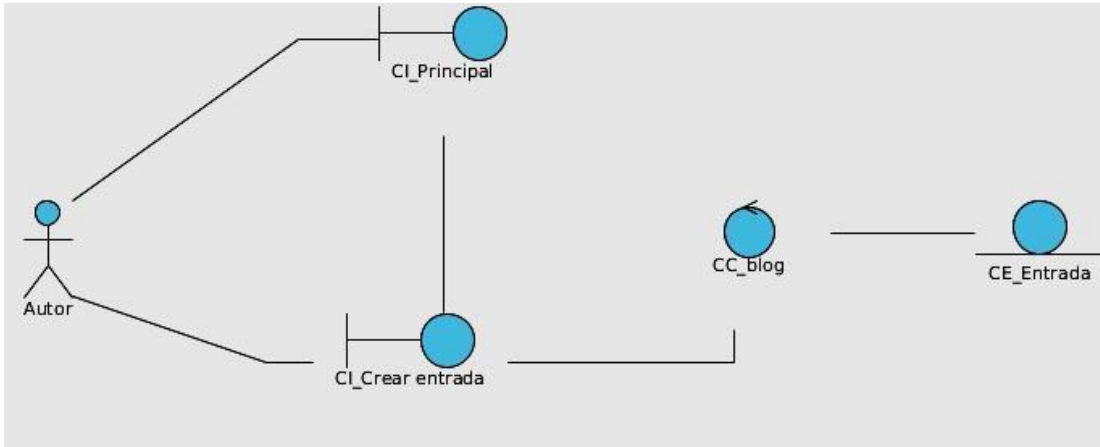 CI_Principal
Autor
CC_blog
CE_Entrada
CI_Crear entrada